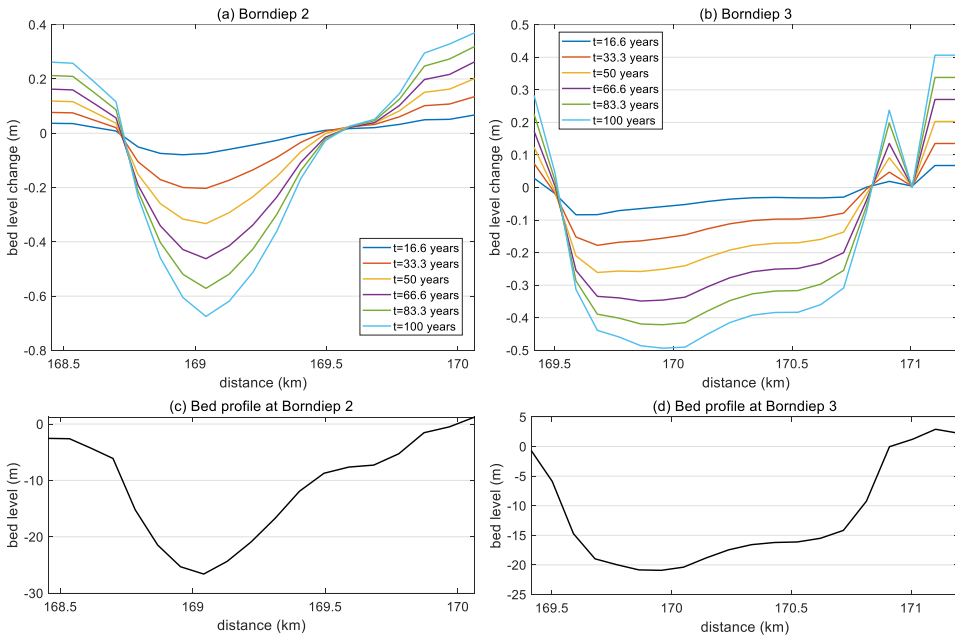 (a) Borndiep 2
0.4
0.2
0
-0.2
-0.4
-0.6
-0.8
bed level change (m)
t=16.6 years
t=33.3 years
t=50 years
t=66.6 years
t=83.3 years
t=100 years
168.5 169 169.5 170
distance (km)
(b) Borndiep 3
0.5
0.4
0.3
0.2
0.1
0
-0.1
-0.2
-0.3
-0.4
-0.5
bed level change (m)
t=16.6 years
t=33.3 years
t=50 years
t=66.6 years
t=83.3 years
t=100 years
169.5 170 170.5 171
distance (km)
(c) Bed profile at Borndiep 2
0
-10
-20
-30
bed level (m)
168.5 169 169.5 170
distance (km)
(d) Bed profile at Borndiep 3
5
0
-5
-10
-15
-20
-25
bed level (m)
169.5 170 170.5 171
distance (km)